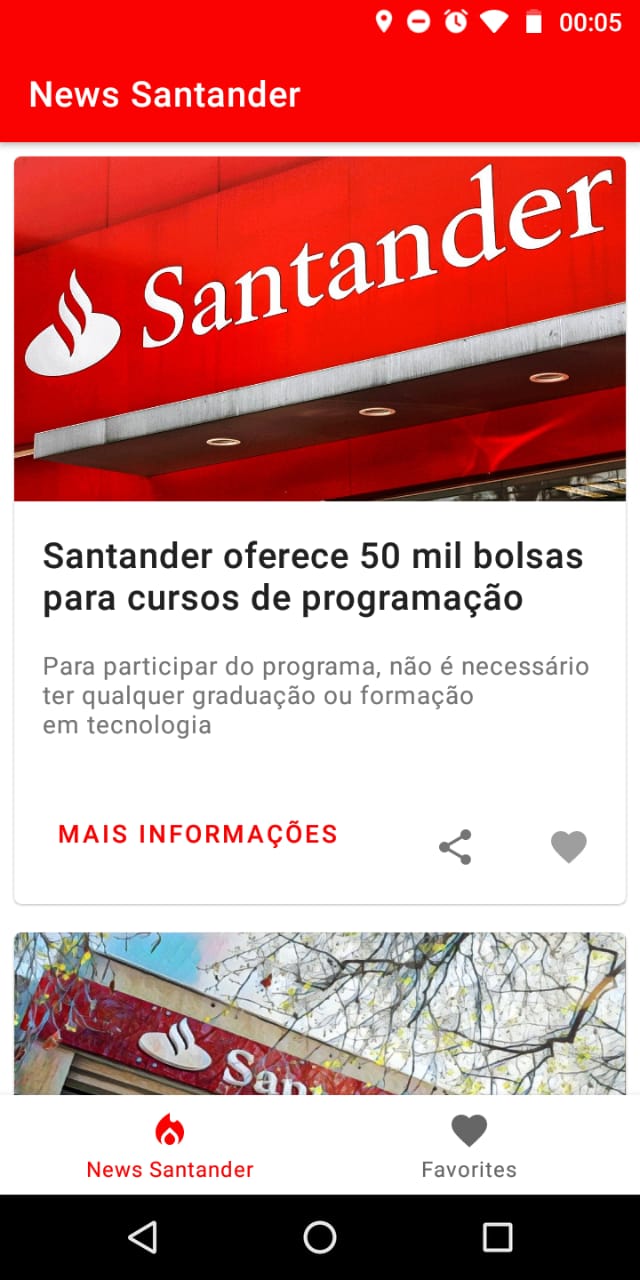 00:05
News Santander
Santander
Santander oferece 50 mil bolsas
para cursos de programação
Para participar do programa, não é necessário
ter qualquer graduação ou formação
em tecnologia
MAIS INFORMAÇÕES
San
News Santander
Favorites